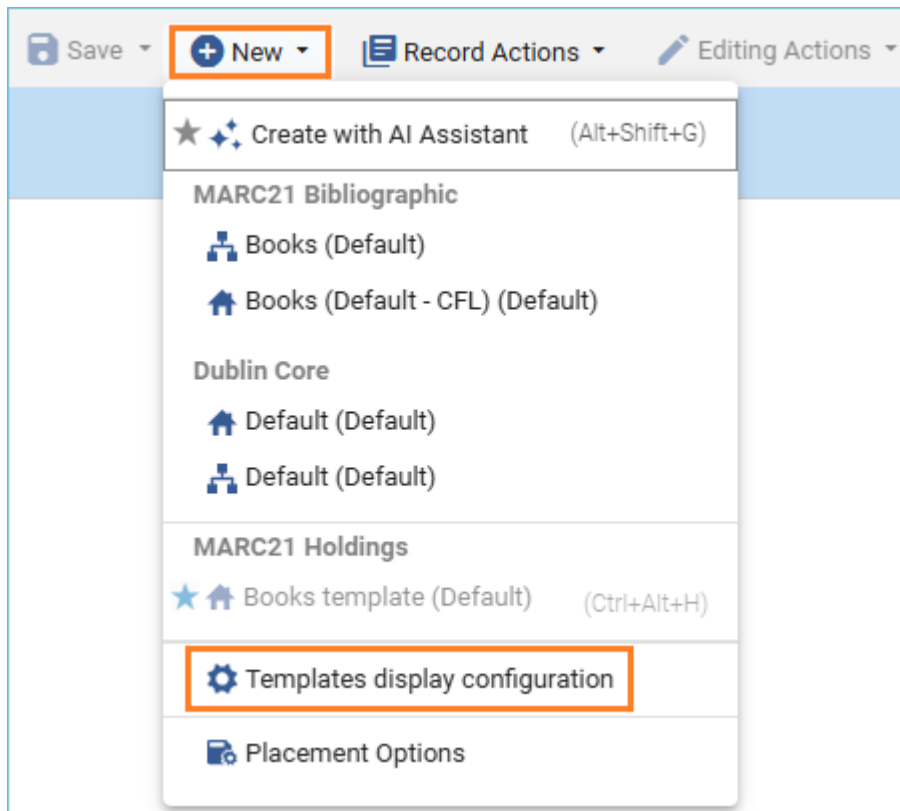 Save New Record Actions Editing Actions
Create with AI Assistant (Alt+Shift+G)
MARC21 Bibliographic
Books (Default)
Books (Default - CFL) (Default)
Dublin Core
Default (Default)
Default (Default)
MARC21 Holdings
Books template (Default) (Ctrl+Alt+H)
Templates display configuration
Placement Options